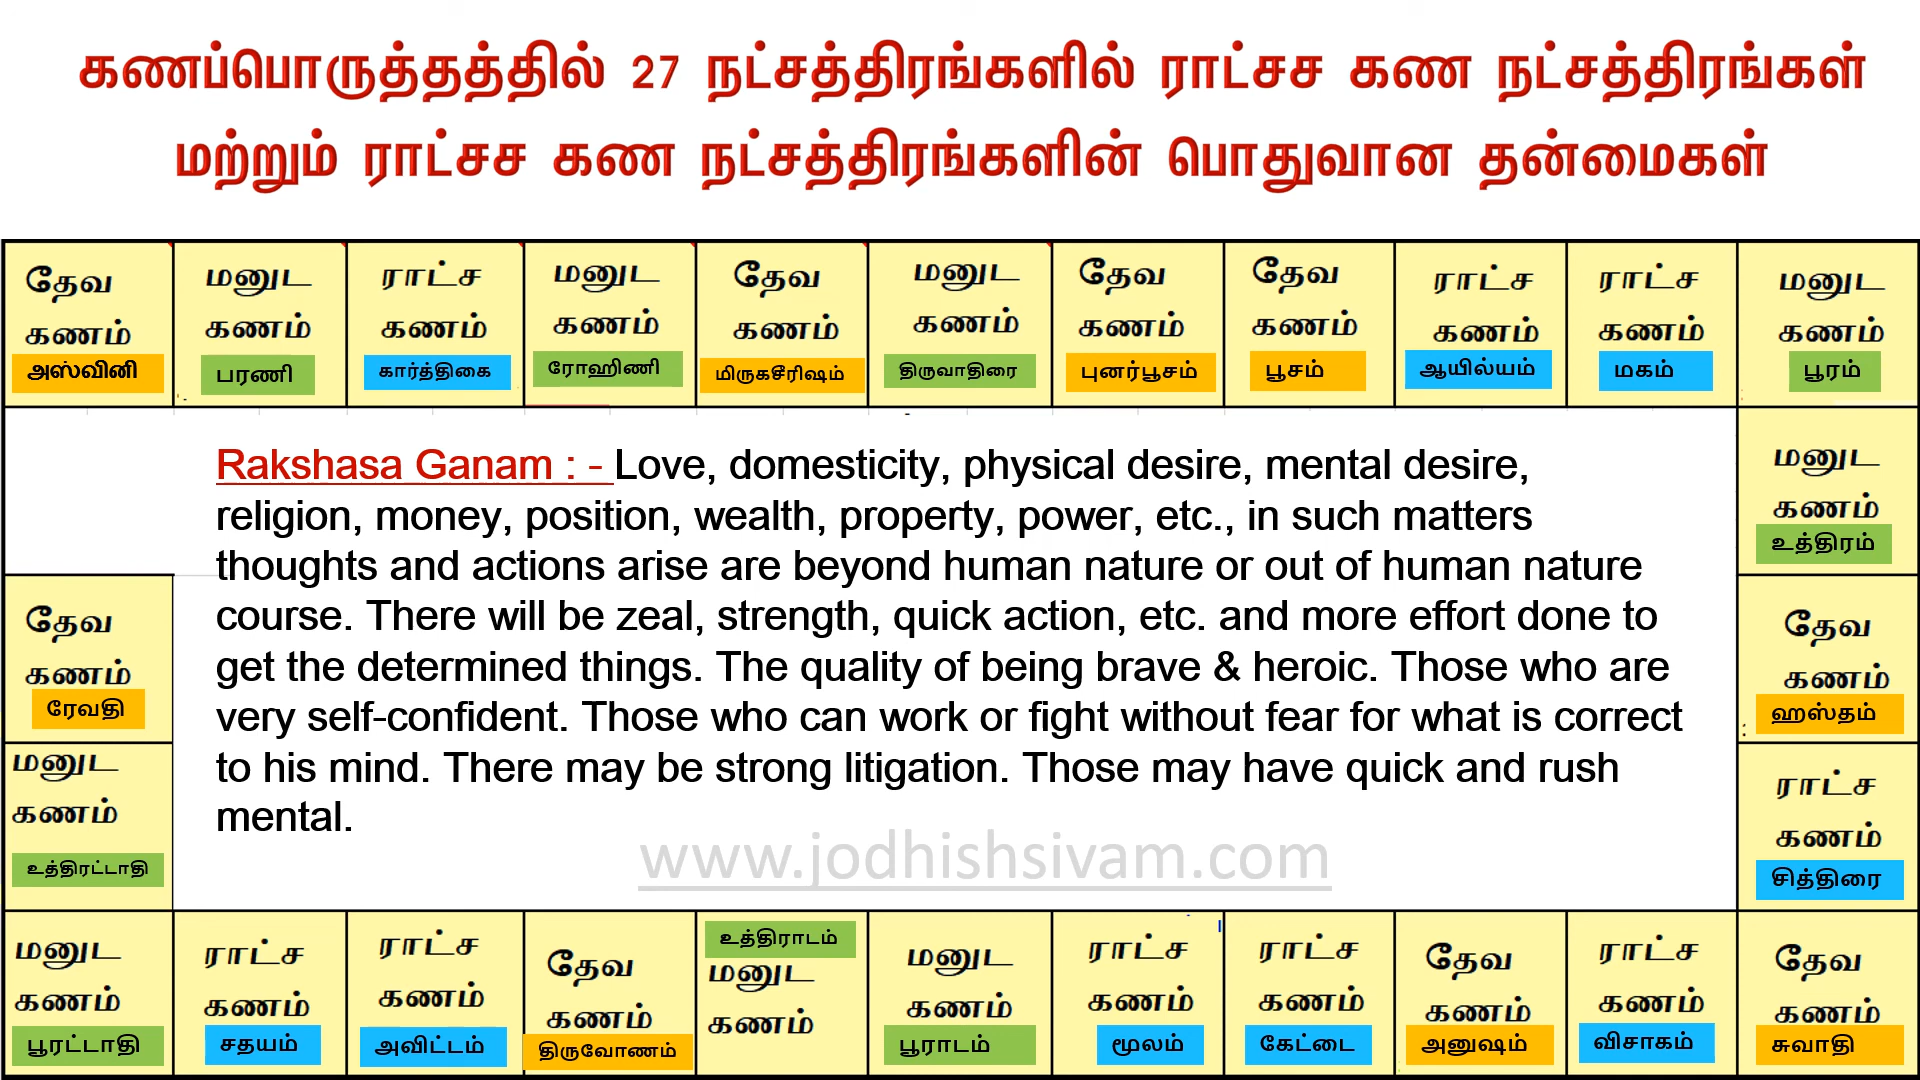 கணப்பொருத்தத்தில் 27 நட்சத்திரங்களில் ராட்சச கண நட்சத்திரங்கள்
மற்றும் ராட்சச கண நட்சத்திரங்களின் பொதுவான தன்மைகள்
தேவ
கணம்
அஸ்வினி
மனுட
கணம்
பரணி
ராட்ச
கணம்
கார்த்திகை
மனுட
கணம்
ரோஹிணி
தேவ
கணம்
மிருகசீரிஷம்
மனுட
கணம்
திருவாதிரை
தேவ
கணம்
புனர்பூசம்
தேவ
கணம்
பூசம்
ராட்ச
கணம்
ஆயில்யம்
ராட்ச
கணம்
மகம்
மனுட
கணம்
பூரம்
Rakshasa Ganam : - Love, domesticity, physical desire, mental desire,
religion, money, position, wealth, property, power, etc., in such matters
thoughts and actions arise are beyond human nature or out of human nature
course. There will be zeal, strength, quick action, etc. and more effort done to
get the determined things. The quality of being brave & heroic. Those who are
very self-confident. Those who can work or fight without fear for what is correct
to his mind. There may be strong litigation. Those may have quick and rush
mental.
www.jodhishsivam.com
மனுட
கணம்
உத்திரம்
தேவ
கணம்
ஹஸ்தம்
ராட்ச
கணம்
சித்திரை
தேவ
கணம்
ரேவதி
மனுட
கணம்
உத்திரட்டாதி
மனுட
கணம்
பூரட்டாதி
ராட்ச
கணம்
சதயம்
ராட்ச
கணம்
அவிட்டம்
தேவ
கணம்
திருவோணம்
உத்திராடம்
மனுட
கணம்
மனுட
கணம்
பூராடம்
ராட்ச
கணம்
மூலம்
ராட்ச
கணம்
கேட்டை
தேவ
கணம்
அனுஷம்
ராட்ச
கணம்
விசாகம்
தேவ
கணம்
சுவாதி